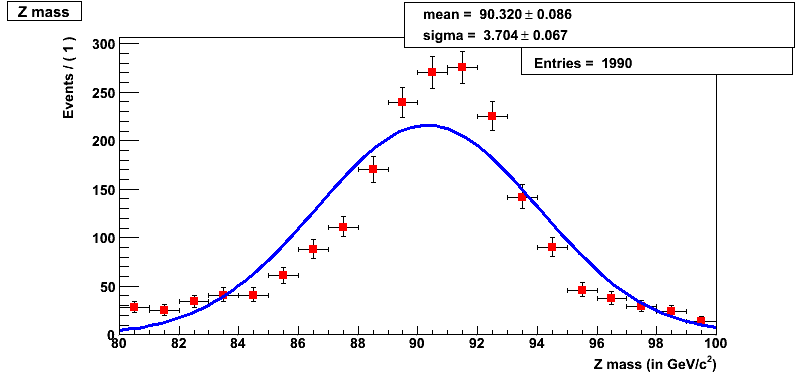 Z mass
mean = 90.320 ± 0.086
sigma = 3.704 ± 0.067
Entries = 1990
Events / ( 1 )
300
250
200
150
100
50
0
80 82 84 86 88 90 92 94 96 98 100
Z mass (in GeV/c²)